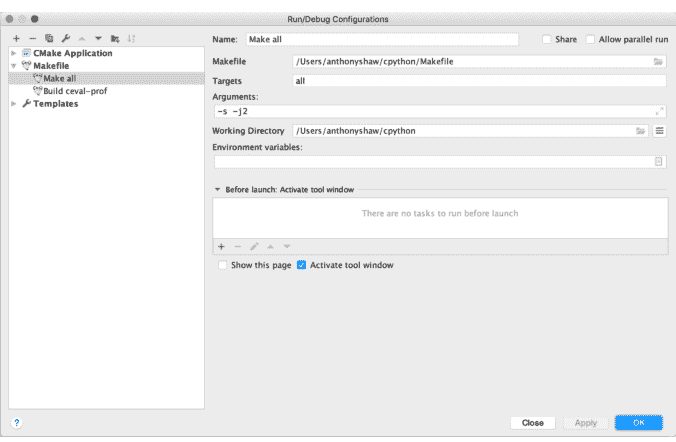 Run/Debug Configurations
Name: Make all
Share
Allow parallel run
CMake Application
Makefile
Make all
Build ceval-prof
Templates
Makefile /Users/anthonyshaw/cpython/Makefile
Targets all
Arguments:
-s -j2
Working Directory /Users/anthonyshaw/cpython
Environment variables:
Before launch: Activate tool window
There are no tasks to run before launch
Show this page
Activate tool window
?
Close
Apply
OK